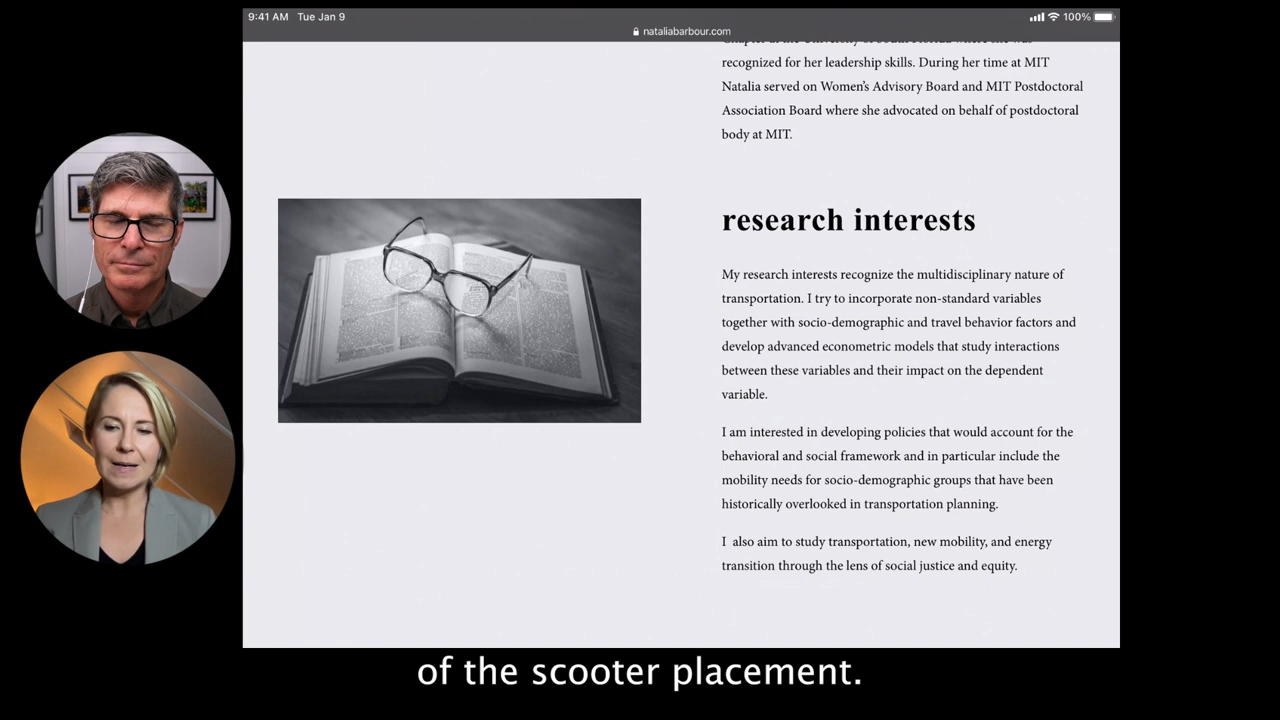 9:41 AM Tue Jan 9
100%
nataliabarbour.com
recognized for her leadership skills. During her time at MIT
Natalia served on Women's Advisory Board and MIT Postdoctoral
Association Board where she advocated on behalf of postdoctoral
body at MIT.
research interests
My research interests recognize the multidisciplinary nature of
transportation. I try to incorporate non-standard variables
together with socio-demographic and travel behavior factors and
develop advanced econometric models that study interactions
between these variables and their impact on the dependent
variable.
I am interested in developing policies that would account for the
behavioral and social framework and in particular include the
mobility needs for socio-demographic groups that have been
historically overlooked in transportation planning.
I also aim to study transportation, new mobility, and energy
transition through the lens of social justice and equity.
of the scooter placement.